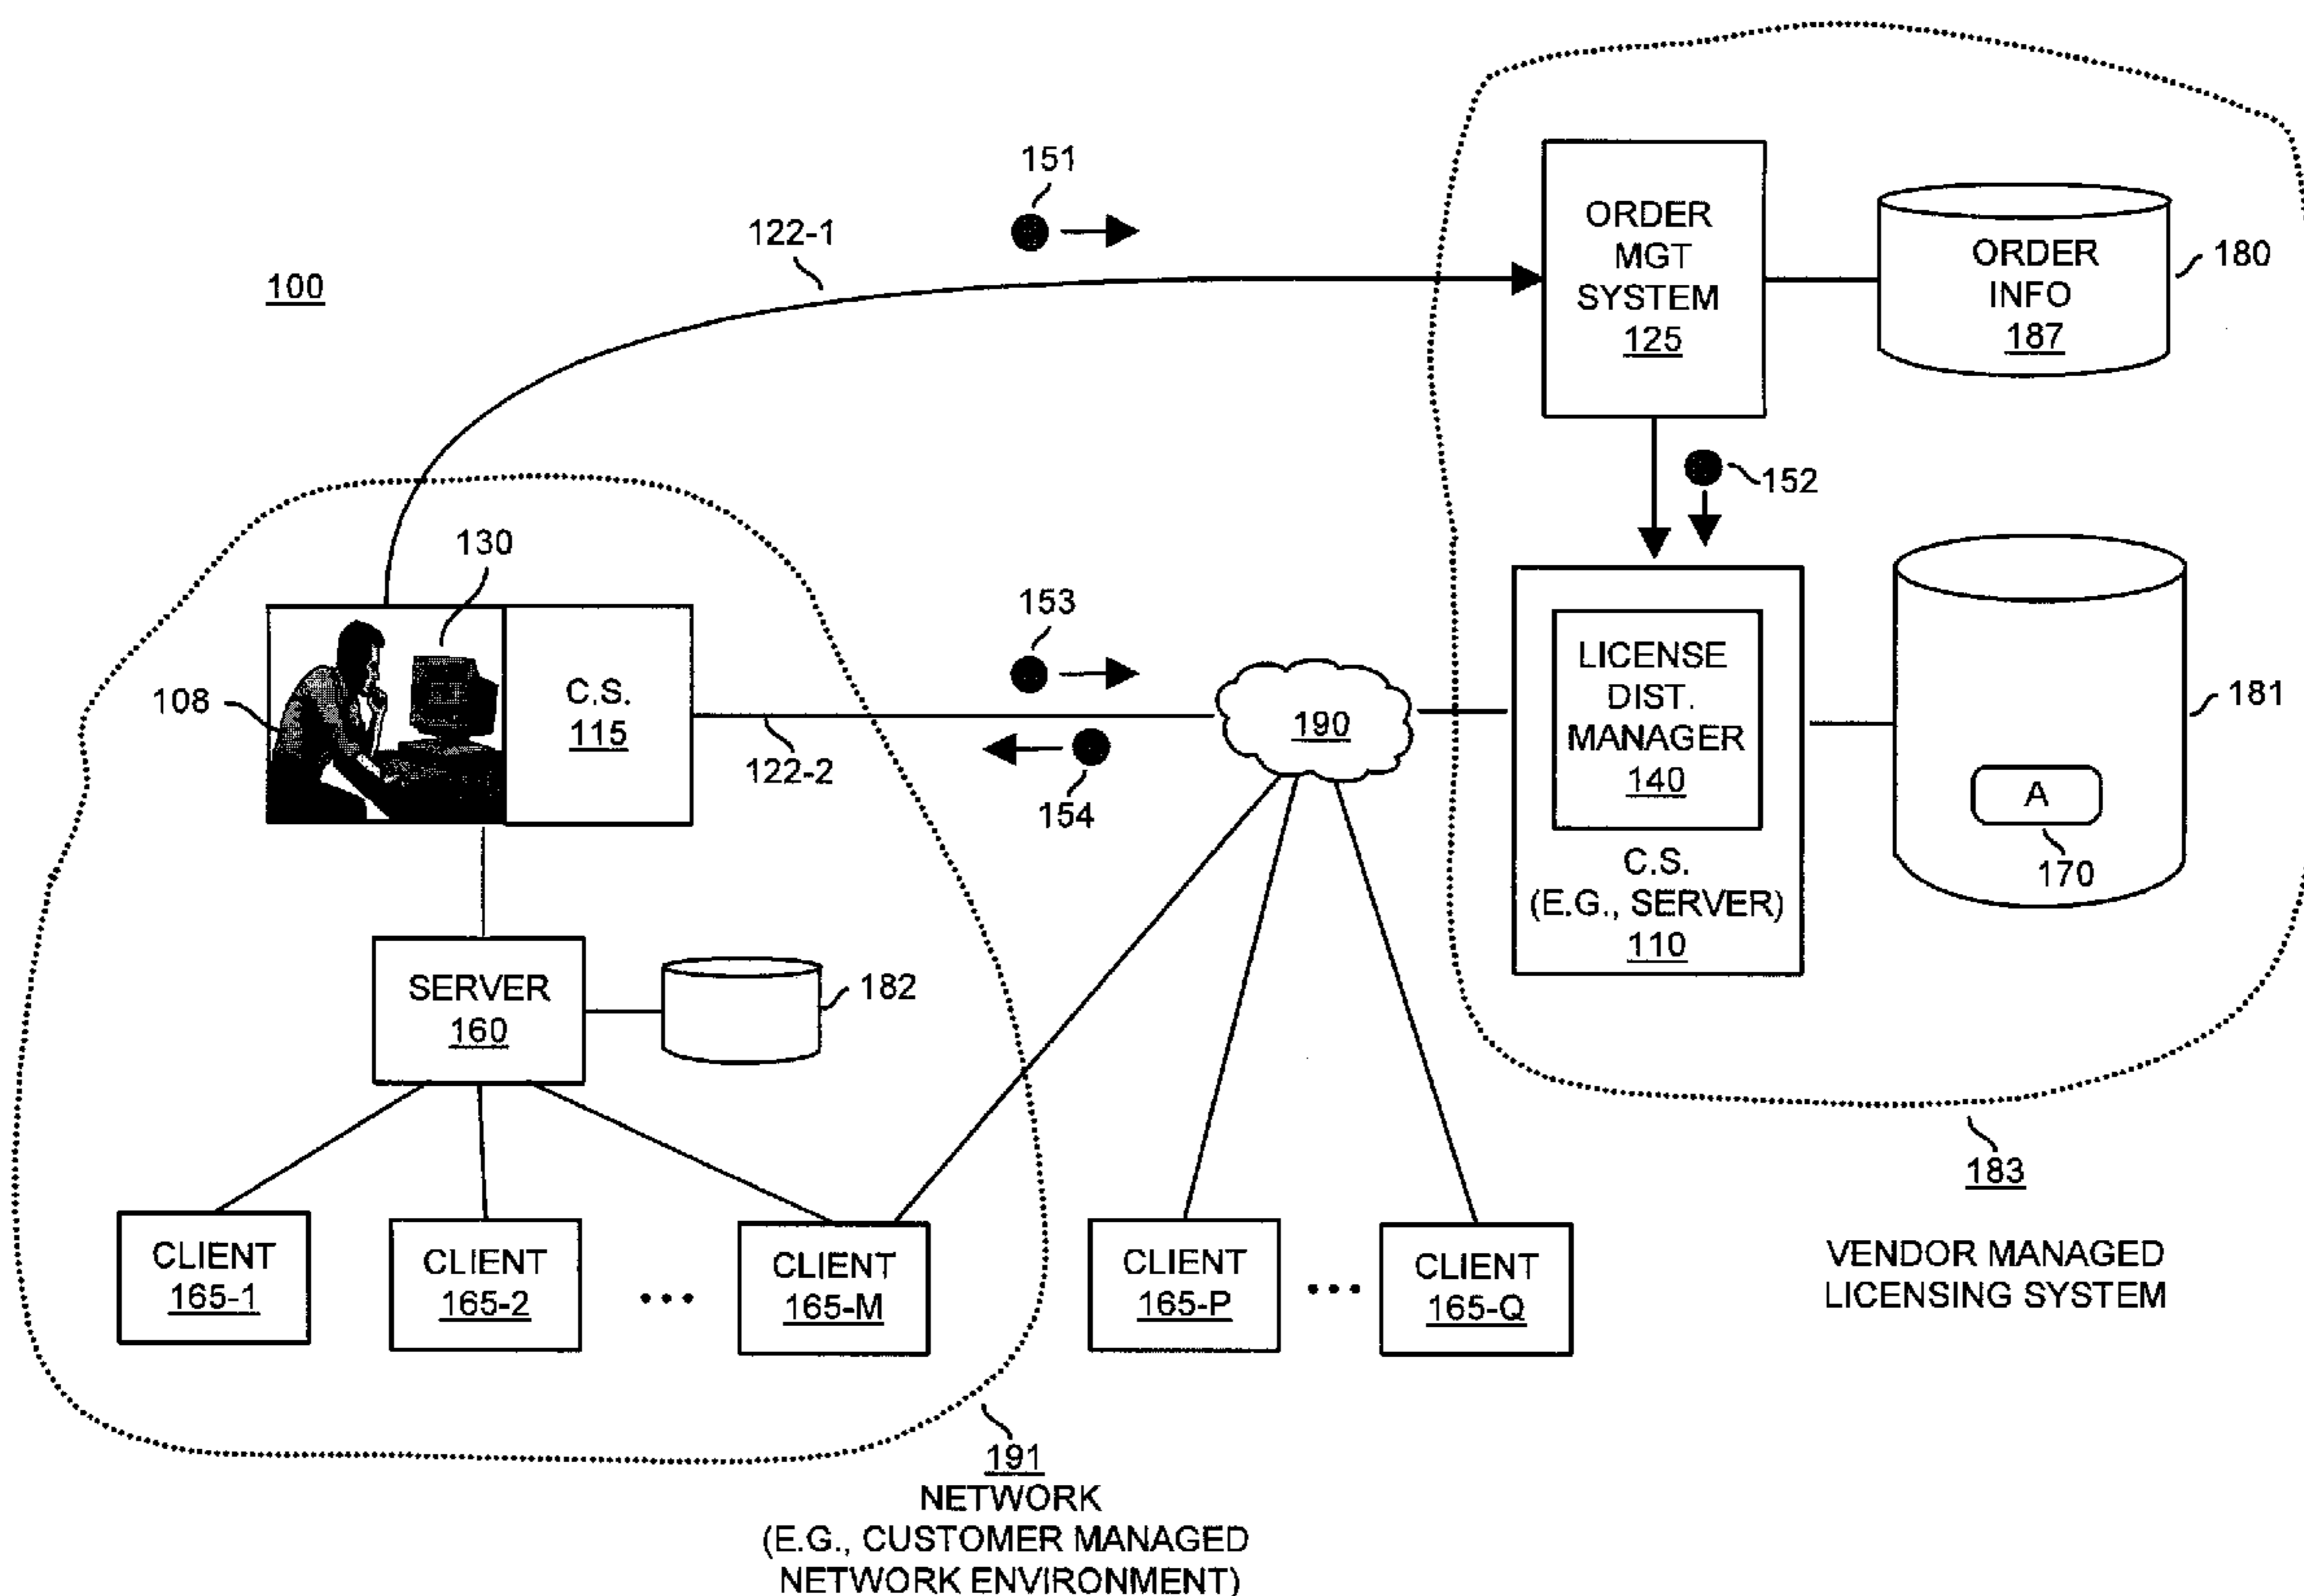 100
151
122-1
ORDER
MGT
SYSTEM
125
ORDER
INFO
187
180
152
130
108
C.S.
115
153
122-2
154
190
LICENSE
DIST.
MANAGER
140
C.S.
(E.G., SERVER)
110
181
A
170
SERVER
160
182
CLIENT
165-1
CLIENT
165-2
•••
CLIENT
165-M
CLIENT
165-P
•••
CLIENT
165-Q
183
VENDOR MANAGED
LICENSING SYSTEM
191
NETWORK
(E.G., CUSTOMER MANAGED
NETWORK ENVIRONMENT)